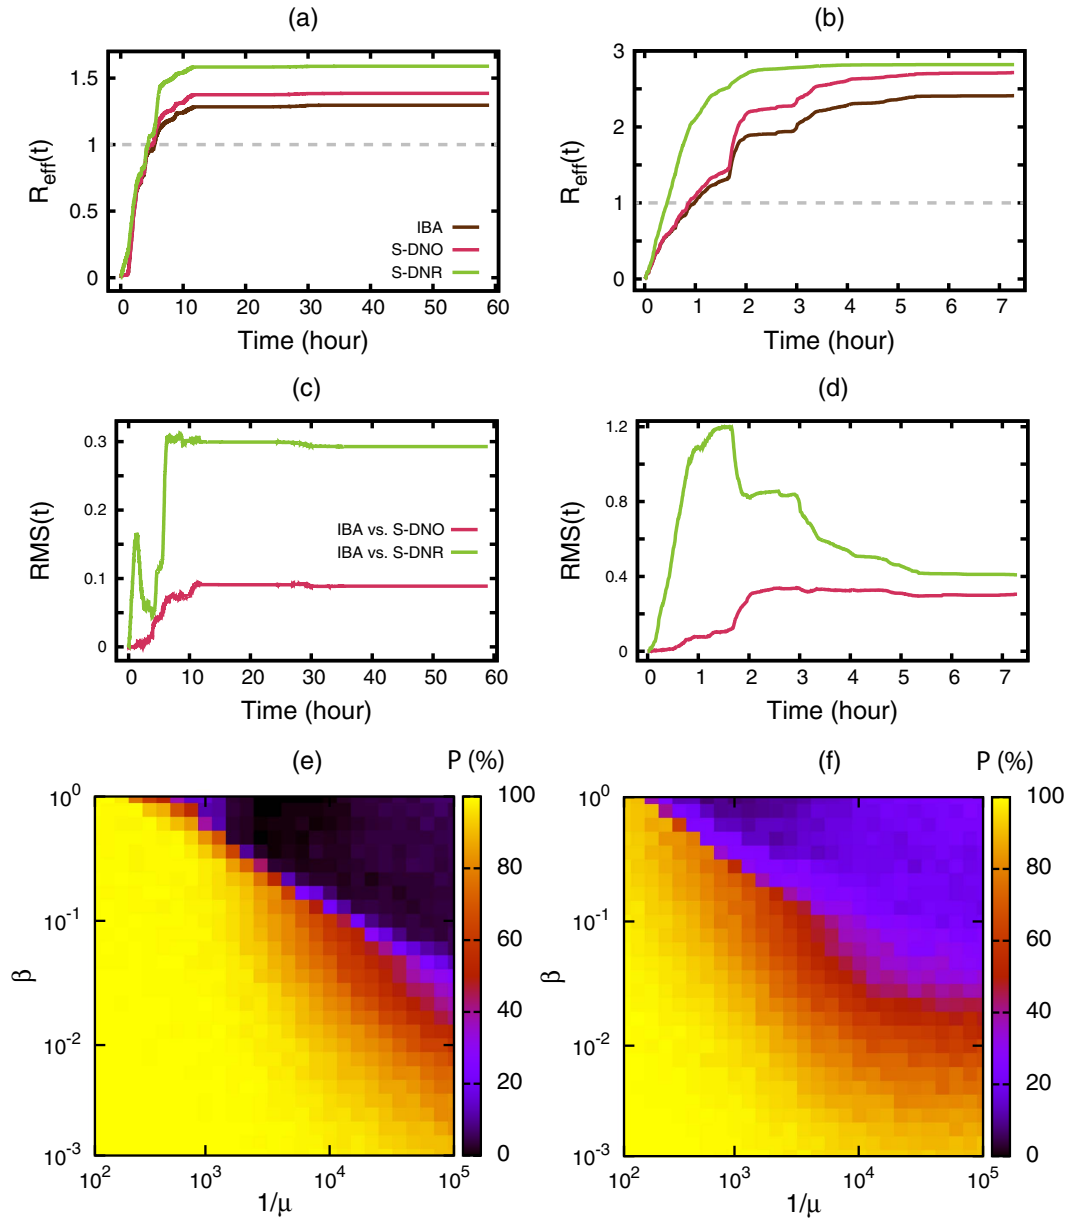 (a)
R_eff(t)
1.5
1
0.5
0
IBA
S-DNO
S-DNR
0 10 20 30 40 50 60
Time (hour)
(b)
R_eff(t)
3
2
1
0
0 1 2 3 4 5 6 7
Time (hour)
(c)
RMS(t)
0.3
0.2
0.1
0
IBA vs. S-DNO
IBA vs. S-DNR
0 10 20 30 40 50 60
Time (hour)
(d)
RMS(t)
1.2
0.8
0.4
0
0 1 2 3 4 5 6 7
Time (hour)
(e)
P (%)
β
10^0
10^-1
10^-2
10^-3
10^2 10^3 10^4 10^5
1/μ
100
80
60
40
20
0
(f)
P (%)
β
10^0
10^-1
10^-2
10^-3
10^2 10^3 10^4 10^5
1/μ
100
80
60
40
20
0